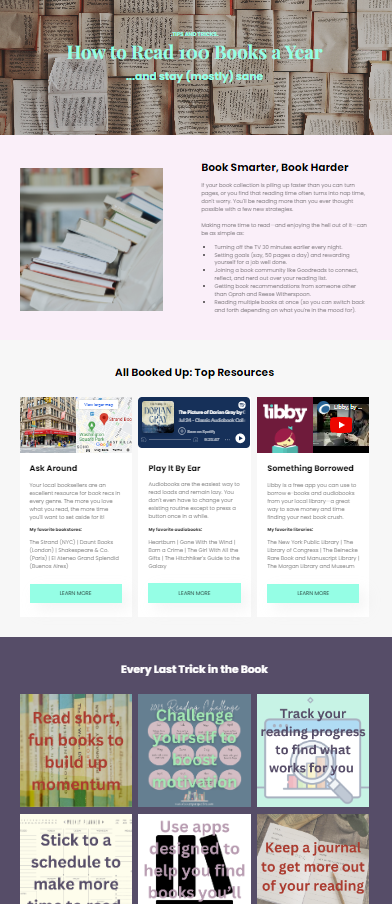 TIPS AND TRICKS
How to Read 100 Books a Year
...and stay (mostly) sane
Book Smarter, Book Harder
If your book collection is piling up faster than you can turn
pages, or you find that reading time often turns into nap time,
don't worry. You'll be reading more than you ever thought
possible with a few new strategies.
Making more time to read - and enjoying the hell out of it - can
be as simple as:
Turning off the TV 30 minutes earlier every night.
Setting goals (say, 50 pages a day) and rewarding
yourself for a job well done.
Joining a book community like Goodreads to connect,
reflect, and nerd out over your reading list.
Getting book recommendations from someone other
than Oprah and Reese Witherspoon.
Reading multiple books at once (so you can switch back
and forth depending on what you're in the mood for).
All Booked Up: Top Resources
View larger map
Strand Boo
Washington
Square Park
Google
DORIAN
GRAY
The Picture of Dorian Gray by
Save on Spotify
libby
Libby, by
Ask Around
Your local booksellers are an
excellent resource for book recs in
every genre. The more you love
what you read, the more time
you'll want to set aside for it!
My favorite bookstores:
The Strand (NYC) | Daunt Books
(London) | Shakespeare & Co.
(Paris) | El Ateneo Grand Splendid
(Buenos Aires)
LEARN MORE
Play It By Ear
Audiobooks are the easiest way to
read loads and remain lazy. You
don't even have to change your
existing routine except to press a
button once in a while.
My favorite audiobooks:
Heartburn | Gone With the Wind |
Born a Crime | The Girl With All the
Gifts | The Hitchhiker's Guide to the
Galaxy
LEARN MORE
Something Borrowed
Libby is a free app you can use to
borrow e-books and audiobooks
from your local library - a great
way to save money and time
finding your next book crush.
My favorite libraries:
The New York Public Library | The
Library of Congress | The Beinecke
Rare Book and Manuscript Library |
The Morgan Library and Museum
LEARN MORE
Every Last Trick in the Book
Read short,
fun books to
build up
momentum
Reading Challenge
Challenge
yourself to
boost
motivation
Track your
reading progress
to find what
works for you
Stick to a
schedule to
make more
time to read
Use apps
designed to
help you find
books you'll
Keep a journal
to get more out
of your reading